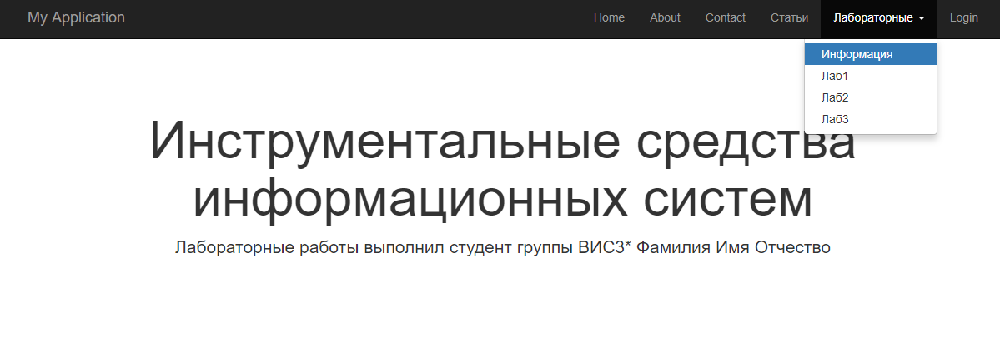 My Application Home About Contact Статьи Лабораторные Login
Информация
Лаб1
Лаб2
Лаб3
Инструментальные средства
информационных систем
Лабораторные работы выполнил студент группы ВИС3* Фамилия Имя Отчество